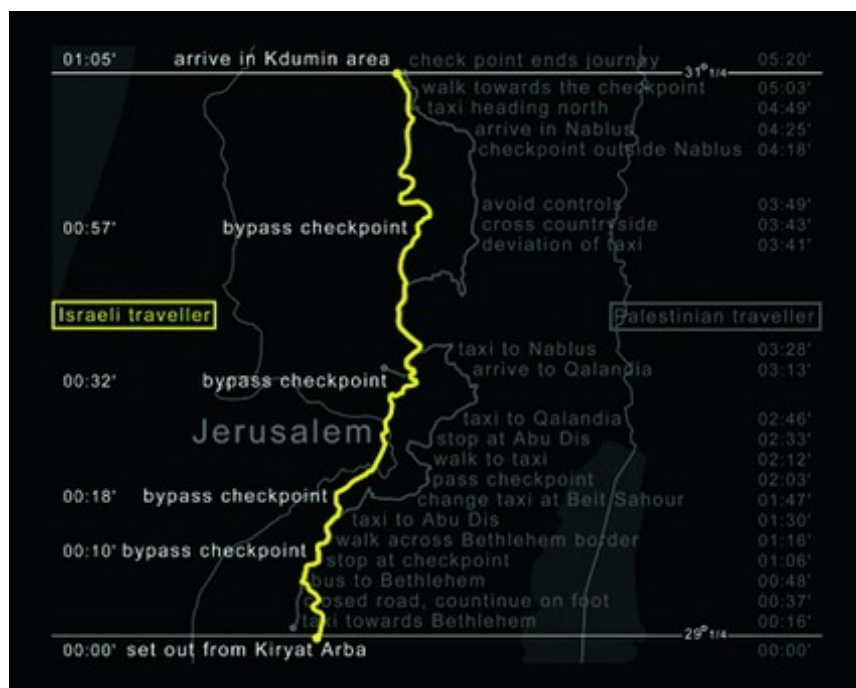 01:05' arrive in Kdumin area check point ends journey 05:20'
31° 1/4
walk towards the checkpoint 05:03'
taxi heading north 04:49'
arrive in Nablus 04:25'
checkpoint outside Nablus 04:18'
avoid controls 03:49'
00:57' bypass checkpoint cross countryside 03:43'
deviation of taxi 03:41'
Israeli traveller Palestinian traveller
taxi to Nablus 03:28'
arrive to Qalandia 03:13'
00:32' bypass checkpoint
taxi to Qalandia 02:46'
Jerusalem stop at Abu Dis 02:33'
walk to taxi 02:12'
pass checkpoint 02:03'
00:18' bypass checkpoint change taxi at Beit Sahour 01:47'
taxi to Abu Dis 01:30'
walk across Bethlehem border 01:16'
00:10' bypass checkpoint stop at checkpoint 01:06'
bus to Bethlehem 00:48'
closed road, countinue on foot 00:37'
taxi towards Bethlehem 00:16'
29° 1/4
00:00' set out from Kiryat Arba 00:00'